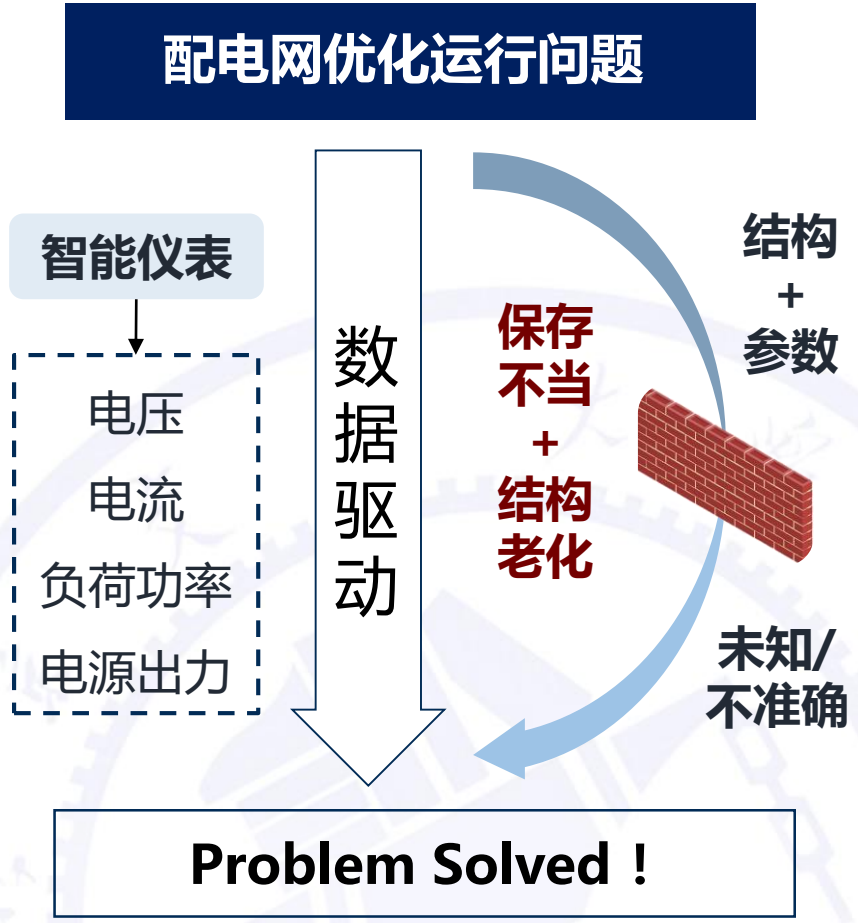 配电网优化运行问题
智能仪表
电压
电流
负荷功率
电源出力
数
据
驱
动
保存
不当
+
结构
老化
结构
+
参数
未知/
不准确
Problem Solved！